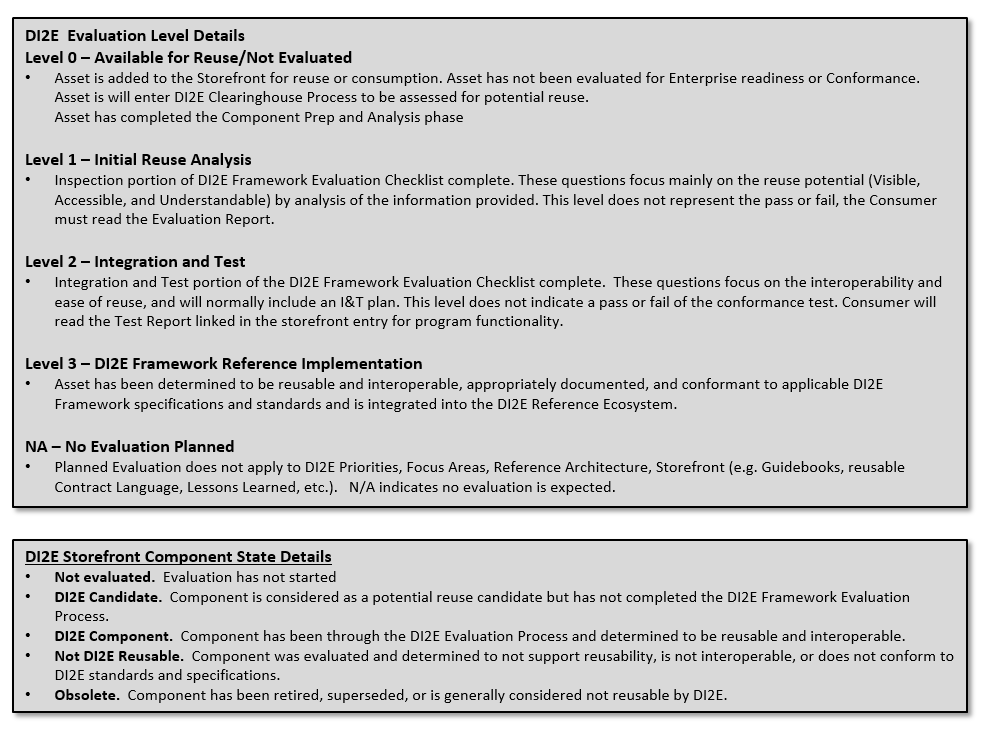 DI2E  Evaluation Level Details
Level 0 – Available for Reuse/Not Evaluated
• Asset is added to the Storefront for reuse or consumption. Asset has not been evaluated for Enterprise readiness or Conformance.
Asset is will enter DI2E Clearinghouse Process to be assessed for potential reuse.
Asset has completed the Component Prep and Analysis phase
Level 1 – Initial Reuse Analysis
• Inspection portion of DI2E Framework Evaluation Checklist complete. These questions focus mainly on the reuse potential (Visible,
Accessible, and Understandable) by analysis of the information provided. This level does not represent the pass or fail, the Consumer
must read the Evaluation Report.
Level 2 – Integration and Test
• Integration and Test portion of the DI2E Framework Evaluation Checklist complete.  These questions focus on the interoperability and
ease of reuse, and will normally include an I&T plan. This level does not indicate a pass or fail of the conformance test. Consumer will
read the Test Report linked in the storefront entry for program functionality.
Level 3 – DI2E Framework Reference Implementation
• Asset has been determined to be reusable and interoperable, appropriately documented, and conformant to applicable DI2E
Framework specifications and standards and is integrated into the DI2E Reference Ecosystem.
NA – No Evaluation Planned
• Planned Evaluation does not apply to DI2E Priorities, Focus Areas, Reference Architecture, Storefront (e.g. Guidebooks, reusable
Contract Language, Lessons Learned, etc.).   N/A indicates no evaluation is expected.
DI2E Storefront Component State Details
• Not evaluated.  Evaluation has not started
• DI2E Candidate.  Component is considered as a potential reuse candidate but has not completed the DI2E Framework Evaluation
Process.
• DI2E Component.  Component has been through the DI2E Evaluation Process and determined to be reusable and interoperable.
• Not DI2E Reusable.  Component was evaluated and determined to not support reusability, is not interoperable, or does not conform to
DI2E standards and specifications.
• Obsolete.  Component has been retired, superseded, or is generally considered not reusable by DI2E.